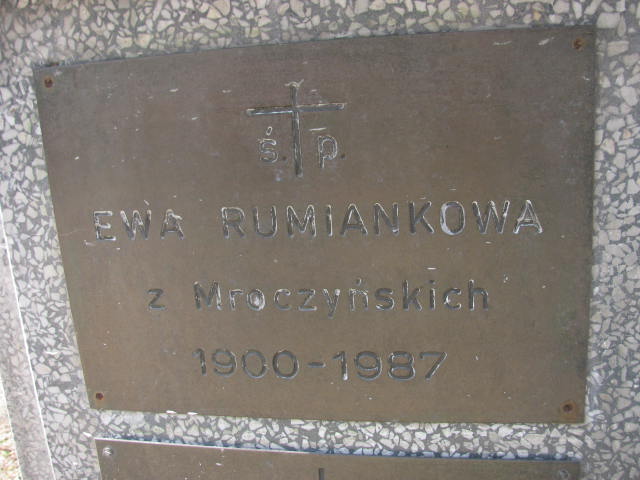 ś. p.
EWA RUMIANKOWA
z Mroczyńskich
1900-1987